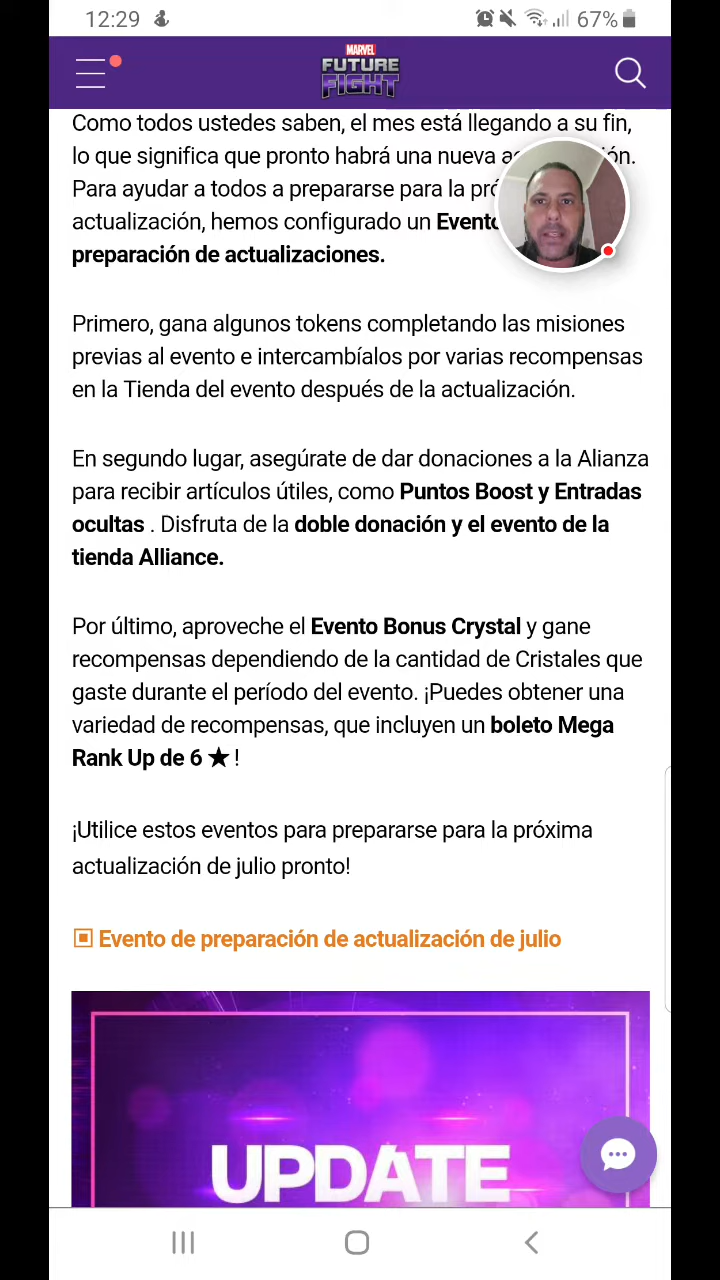 12:29
67%
MARVEL
FUTURE
FIGHT
Como todos ustedes saben, el mes está llegando a su fin,
lo que significa que pronto habrá una nueva
Para ayudar a todos a prepararse para la
actualización, hemos configurado un Evento
preparación de actualizaciones.
Primero, gana algunos tokens completando las misiones
previas al evento e intercambíalos por varias recompensas
en la Tienda del evento después de la actualización.
En segundo lugar, asegúrate de dar donaciones a la Alianza
para recibir artículos útiles, como Puntos Boost y Entradas
ocultas . Disfruta de la doble donación y el evento de la
tienda Alliance.
Por último, aproveche el Evento Bonus Crystal y gane
recompensas dependiendo de la cantidad de Cristales que
gaste durante el período del evento. ¡Puedes obtener una
variedad de recompensas, que incluyen un boleto Mega
Rank Up de 6 ★ !
¡Utilice estos eventos para prepararse para la próxima
actualización de julio pronto!
▣ Evento de preparación de actualización de julio
UPDATE